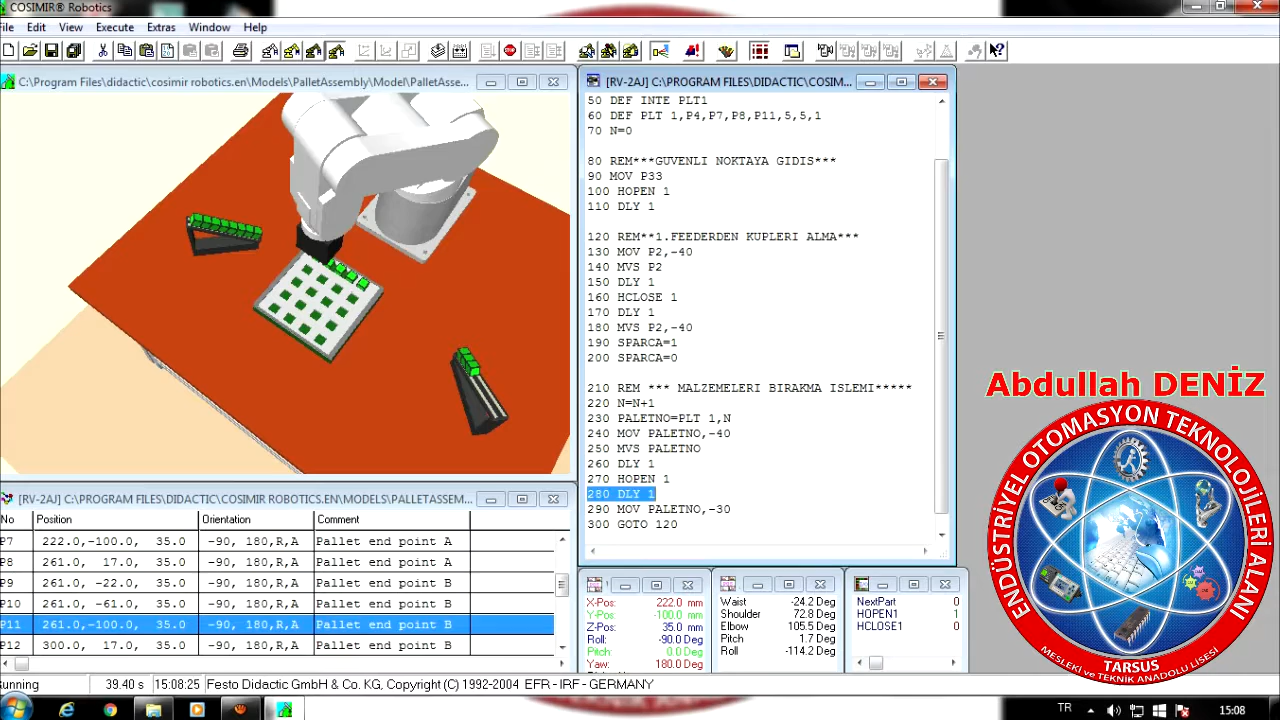 COSIMIR® Robotics
File Edit View Execute Extras Window Help
C:\Program Files\didactic\cosimir robotics.en\Models\PalletAssembly\Model\PalletAsse...
[RV-2AJ] C:\PROGRAM FILES\DIDACTIC\COSIM...
50 DEF INTE PLT1
60 DEF PLT 1,P4,P7,P8,P11,5,5,1
70 N=0
80 REM***GUVENLI NOKTAYA GIDIS***
90 MOV P33
100 HOPEN 1
110 DLY 1
120 REM**1.FEEDERDEN KUPLERI ALMA***
130 MOV P2,-40
140 MVS P2
150 DLY 1
160 HCLOSE 1
170 DLY 1
180 MVS P2,-40
190 SPARCA=1
200 SPARCA=0
210 REM *** MALZEMELERI BIRAKMA ISLEMI*****
220 N=N+1
230 PALETNO=PLT 1,N
240 MOV PALETNO,-40
250 MVS PALETNO
260 DLY 1
270 HOPEN 1
280 DLY 1
290 MOV PALETNO,-30
300 GOTO 120
[RV-2AJ] C:\PROGRAM FILES\DIDACTIC\COSIMIR ROBOTICS.EN\MODELS\PALLETASSEM...
No Position Orientation Comment
P7 222.0,-100.0, 35.0 -90, 180,R,A Pallet end point A
P8 261.0, 17.0, 35.0 -90, 180,R,A Pallet end point A
P9 261.0, -22.0, 35.0 -90, 180,R,A Pallet end point B
P10 261.0, -61.0, 35.0 -90, 180,R,A Pallet end point B
P11 261.0,-100.0, 35.0 -90, 180,R,A Pallet end point B
P12 300.0, 17.0, 35.0 -90, 180,R,A Pallet end point B
X-Pos: 222.0 mm
Y-Pos: -100.0 mm
Z-Pos: 35.0 mm
Roll: -90.0 Deg
Pitch: 0.0 Deg
Yaw: 180.0 Deg
Waist -24.2 Deg
Shoulder 72.8 Deg
Elbow 105.5 Deg
Pitch 1.7 Deg
Roll -114.2 Deg
NextPart 0
HOPEN1 1
HCLOSE1 0
Running 39.40 s 15:08:25 Festo Didactic GmbH & Co. KG, Copyright (C) 1992-2004 EFR - IRF - GERMANY
TR 15:08
Abdullah DENİZ
ENDÜSTRİYEL OTOMASYON TEKNOLOJİLERİ ALANI
TARSUS
MESLEKİ ve TEKNİK ANADOLU LİSESİ